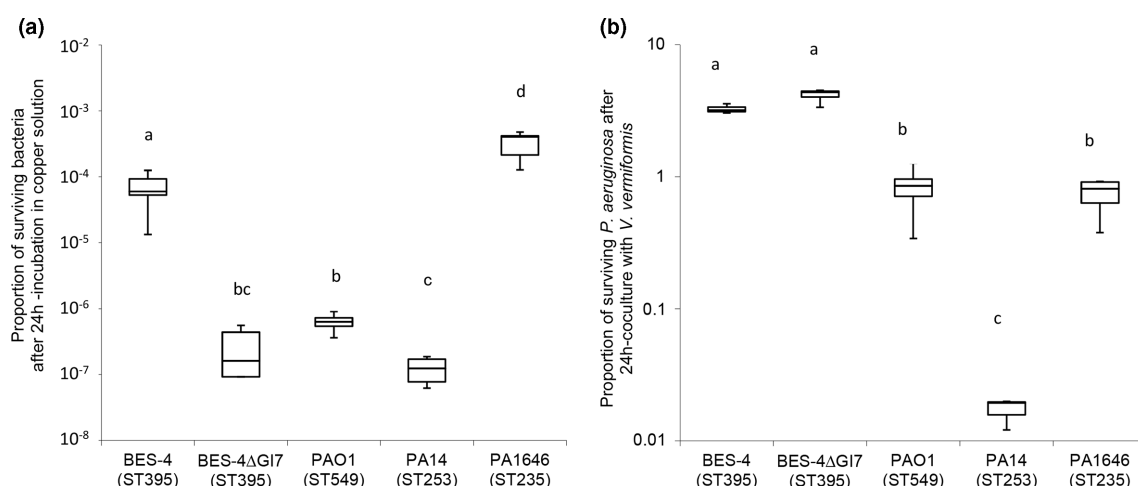 (a)
Proportion of surviving bacteria
after 24h -incubation in copper solution
10-2
10-3
10-4
10-5
10-6
10-7
10-8
a
bc
b
c
d
BES-4
(ST395)
BES-4ΔGI7
(ST395)
PAO1
(ST549)
PA14
(ST253)
PA1646
(ST235)
(b)
Proportion of surviving P. aeruginosa after
24h-coculture with V. vermiformis
10
1
0.1
0.01
a
a
b
c
b
BES-4
(ST395)
BES-4ΔGI7
(ST395)
PAO1
(ST549)
PA14
(ST253)
PA1646
(ST235)